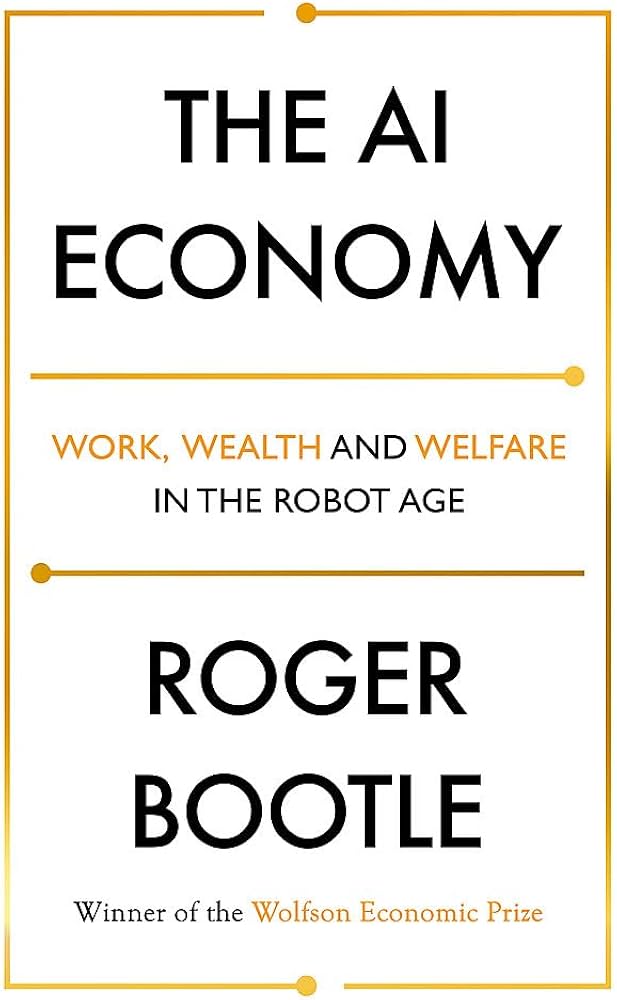 THE AI
ECONOMY
WORK, WEALTH AND WELFARE
IN THE ROBOT AGE
ROGER
BOOTLE
Winner of the Wolfson Economic Prize